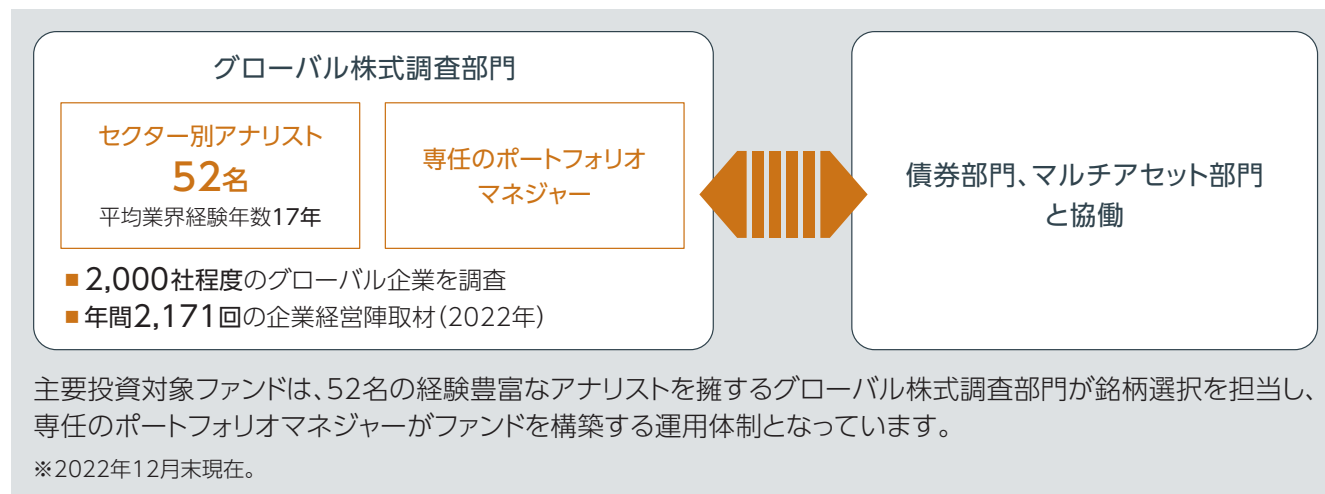 グローバル株式調査部門
セクター別アナリスト
52名
平均業界経験年数17年
専任のポートフォリオ
マネジャー
■2,000社程度のグローバル企業を調査
■年間2,171回の企業経営陣取材(2022年)
債券部門、マルチアセット部門
と協働
主要投資対象ファンドは、52名の経験豊富なアナリストを擁するグローバル株式調査部門が銘柄選択を担当し、
専任のポートフォリオマネジャーがファンドを構築する運用体制となっています。
※2022年12月末現在。